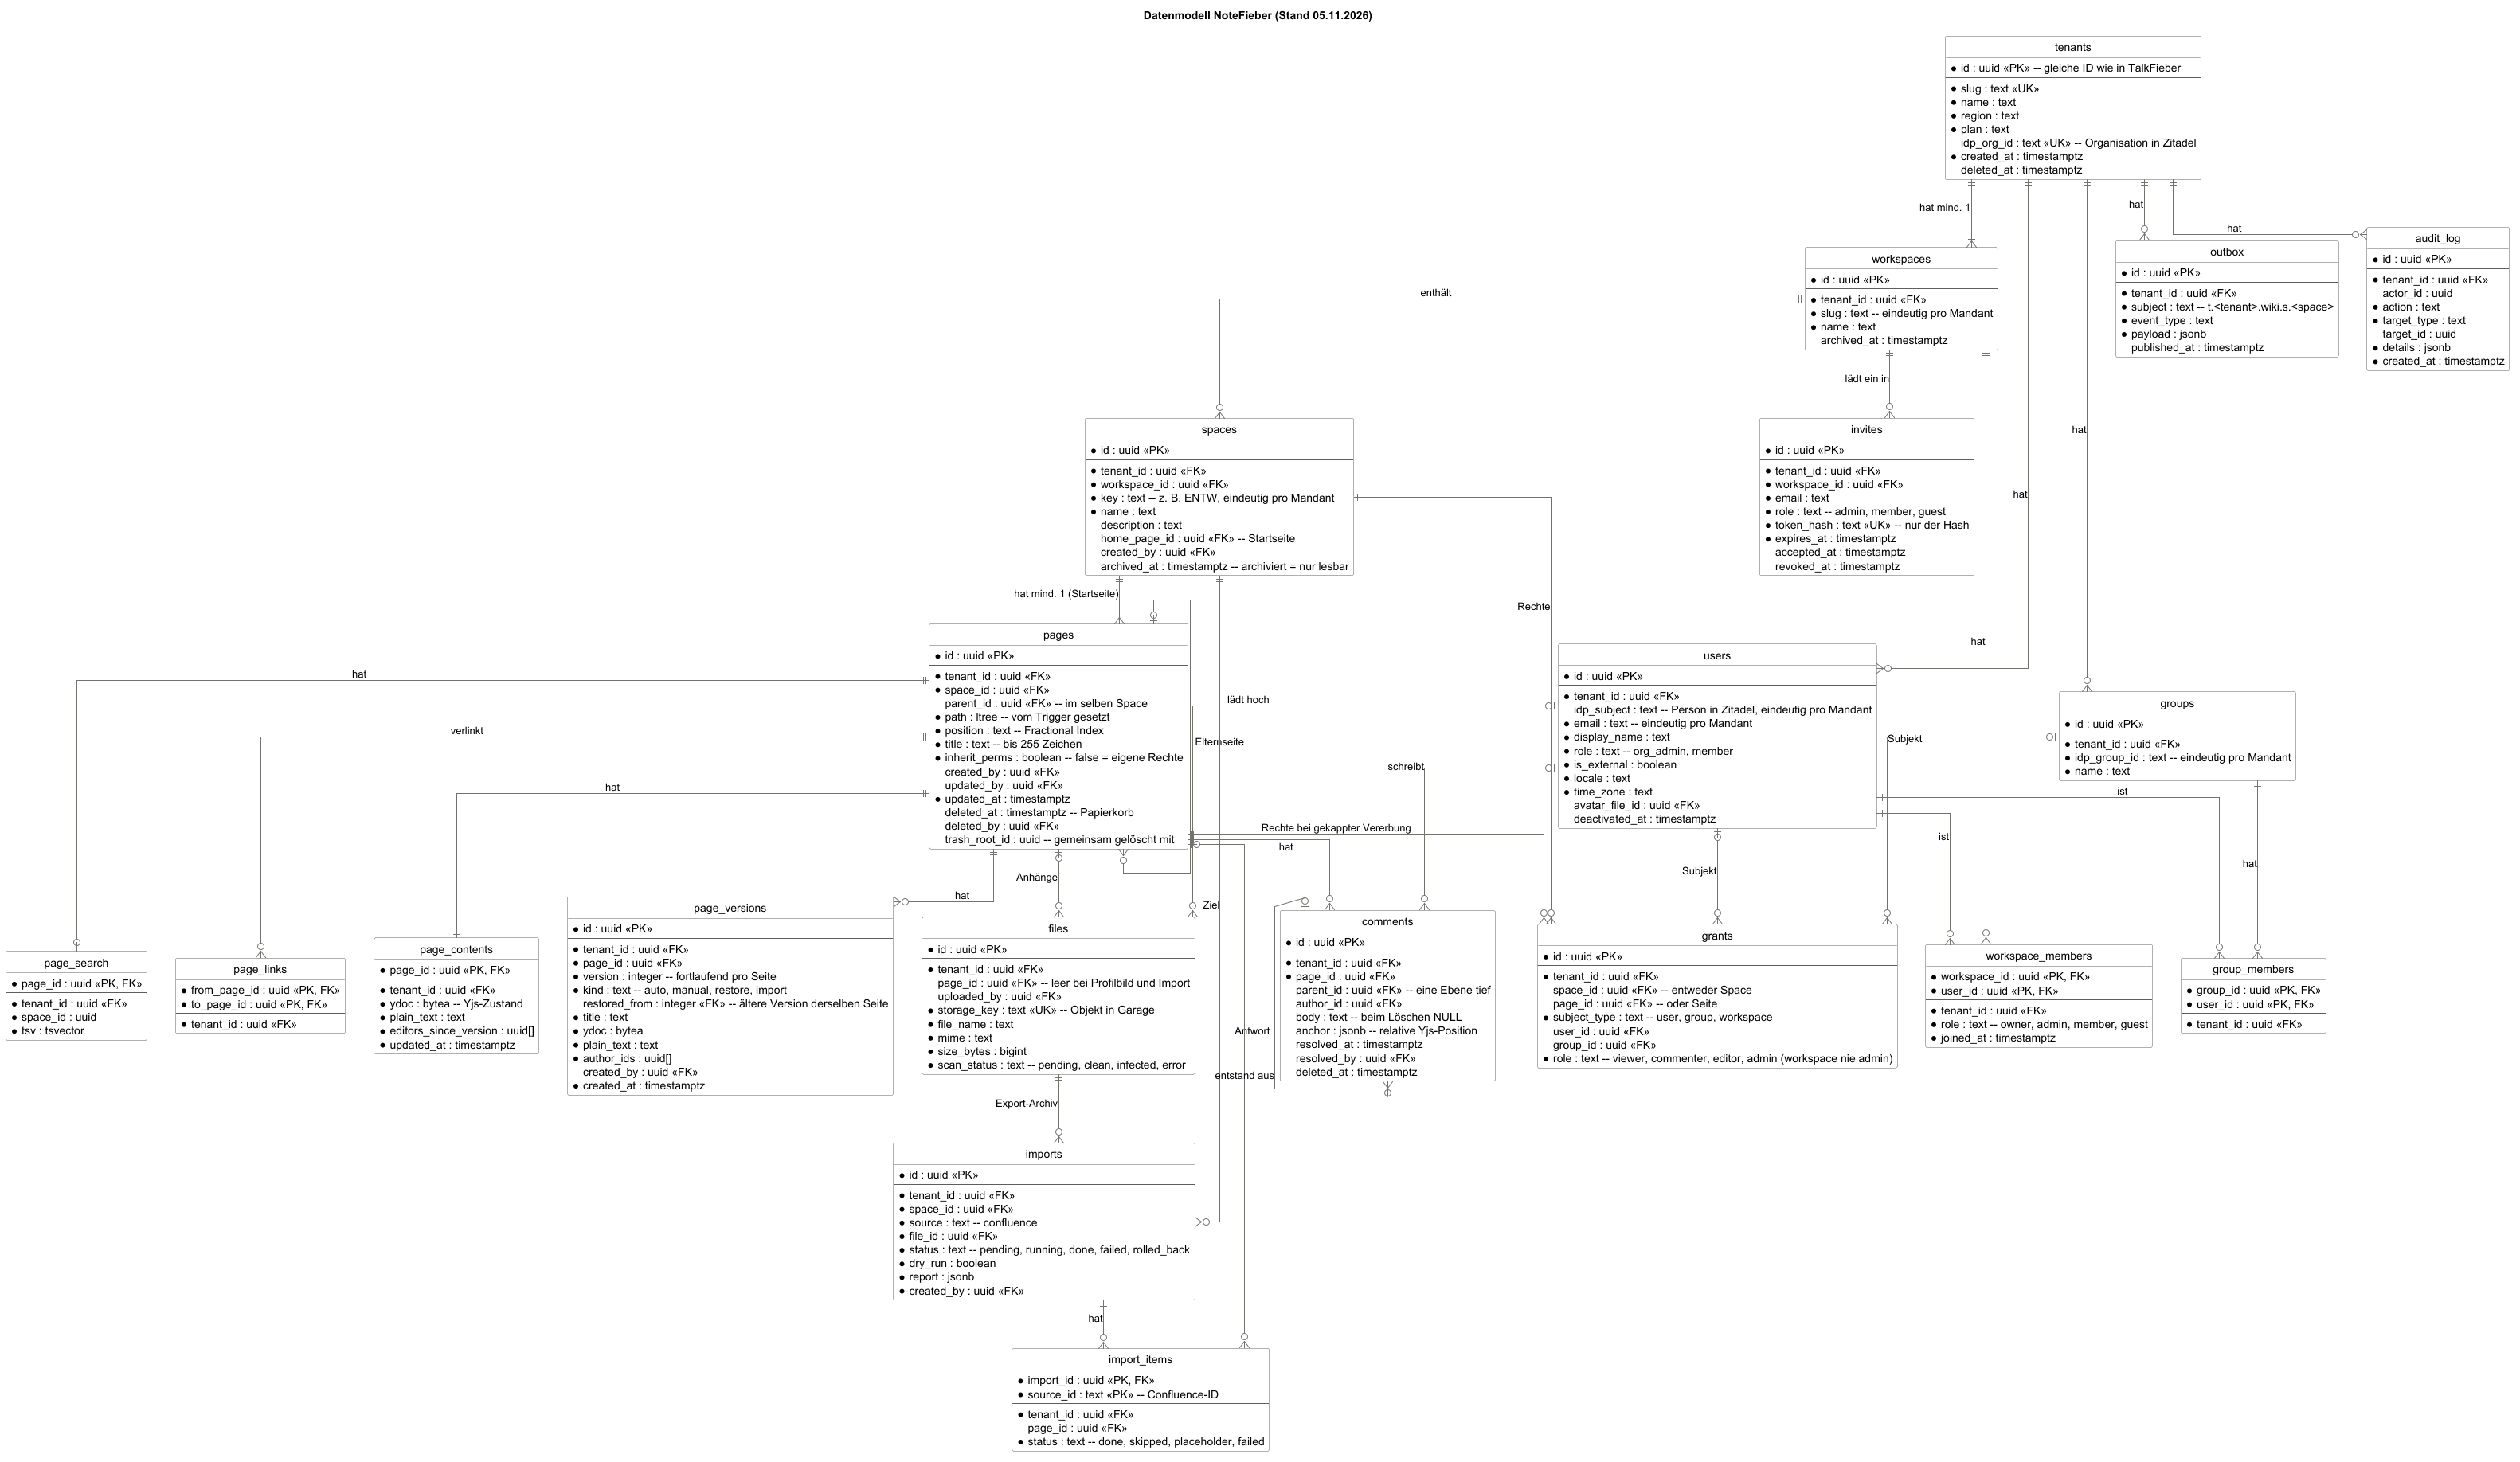 Datenmodell NoteFieber (Stand 05.11.2026)
tenants
id : uuid «PK» -- gleiche ID wie in TalkFieber
slug : text «UK»
name : text
region : text
plan : text
idp_org_id : text «UK» -- Organisation in Zitadel
created_at : timestamptz
deleted_at : timestamptz
hat mind. 1
hat
hat
hat
hat
workspaces
id : uuid «PK»
tenant_id : uuid «FK»
slug : text -- eindeutig pro Mandant
name : text
archived_at : timestamptz
outbox
id : uuid «PK»
tenant_id : uuid «FK»
subject : text -- t.<tenant>.wiki.s.<space>
event_type : text
payload : jsonb
published_at : timestamptz
audit_log
id : uuid «PK»
tenant_id : uuid «FK»
actor_id : uuid
action : text
target_type : text
target_id : uuid
details : jsonb
created_at : timestamptz
enthält
lädt ein in
hat
spaces
id : uuid «PK»
tenant_id : uuid «FK»
workspace_id : uuid «FK»
key : text -- z. B. ENTW, eindeutig pro Mandant
name : text
description : text
home_page_id : uuid «FK» -- Startseite
created_by : uuid «FK»
archived_at : timestamptz -- archiviert = nur lesbar
invites
id : uuid «PK»
tenant_id : uuid «FK»
workspace_id : uuid «FK»
email : text
role : text -- admin, member, guest
token_hash : text «UK» -- nur der Hash
expires_at : timestamptz
accepted_at : timestamptz
revoked_at : timestamptz
hat mind. 1 (Startseite)
Rechte
pages
id : uuid «PK»
tenant_id : uuid «FK»
space_id : uuid «FK»
parent_id : uuid «FK» -- im selben Space
path : ltree -- vom Trigger gesetzt
position : text -- Fractional Index
title : text -- bis 255 Zeichen
inherit_perms : boolean -- false = eigene Rechte
created_by : uuid «FK»
updated_by : uuid «FK»
updated_at : timestamptz
deleted_at : timestamptz -- Papierkorb
deleted_by : uuid «FK»
trash_root_id : uuid -- gemeinsam gelöscht mit
users
id : uuid «PK»
tenant_id : uuid «FK»
idp_subject : text -- Person in Zitadel, eindeutig pro Mandant
email : text -- eindeutig pro Mandant
display_name : text
role : text -- org_admin, member
is_external : boolean
locale : text
time_zone : text
avatar_file_id : uuid «FK»
deactivated_at : timestamptz
groups
id : uuid «PK»
tenant_id : uuid «FK»
idp_group_id : text -- eindeutig pro Mandant
name : text
hat
verlinkt
hat
lädt hoch
Elternseite
schreibt
Subjekt
Rechte bei gekappter Vererbung
hat
ist
ist
hat
Subjekt
Anhänge
hat
Ziel
page_search
page_id : uuid «PK, FK»
tenant_id : uuid «FK»
space_id : uuid
tsv : tsvector
page_links
from_page_id : uuid «PK, FK»
to_page_id : uuid «PK, FK»
tenant_id : uuid «FK»
page_contents
page_id : uuid «PK, FK»
tenant_id : uuid «FK»
ydoc : bytea -- Yjs-Zustand
plain_text : text
editors_since_version : uuid[]
updated_at : timestamptz
page_versions
id : uuid «PK»
tenant_id : uuid «FK»
page_id : uuid «FK»
version : integer -- fortlaufend pro Seite
kind : text -- auto, manual, restore, import
restored_from : integer «FK» -- ältere Version derselben Seite
title : text
ydoc : bytea
plain_text : text
author_ids : uuid[]
created_by : uuid «FK»
created_at : timestamptz
files
id : uuid «PK»
tenant_id : uuid «FK»
page_id : uuid «FK» -- leer bei Profilbild und Import
uploaded_by : uuid «FK»
storage_key : text «UK» -- Objekt in Garage
file_name : text
mime : text
size_bytes : bigint
scan_status : text -- pending, clean, infected, error
comments
id : uuid «PK»
tenant_id : uuid «FK»
page_id : uuid «FK»
parent_id : uuid «FK» -- eine Ebene tief
author_id : uuid «FK»
body : text -- beim Löschen NULL
anchor : jsonb -- relative Yjs-Position
resolved_at : timestamptz
resolved_by : uuid «FK»
deleted_at : timestamptz
grants
id : uuid «PK»
tenant_id : uuid «FK»
space_id : uuid «FK» -- entweder Space
page_id : uuid «FK» -- oder Seite
subject_type : text -- user, group, workspace
user_id : uuid «FK»
group_id : uuid «FK»
role : text -- viewer, commenter, editor, admin (workspace nie admin)
workspace_members
workspace_id : uuid «PK, FK»
user_id : uuid «PK, FK»
tenant_id : uuid «FK»
role : text -- owner, admin, member, guest
joined_at : timestamptz
group_members
group_id : uuid «PK, FK»
user_id : uuid «PK, FK»
tenant_id : uuid «FK»
Antwort
entstand aus
Export-Archiv
imports
id : uuid «PK»
tenant_id : uuid «FK»
space_id : uuid «FK»
source : text -- confluence
file_id : uuid «FK»
status : text -- pending, running, done, failed, rolled_back
dry_run : boolean
report : jsonb
created_by : uuid «FK»
hat
import_items
import_id : uuid «PK, FK»
source_id : text «PK» -- Confluence-ID
tenant_id : uuid «FK»
page_id : uuid «FK»
status : text -- done, skipped, placeholder, failed